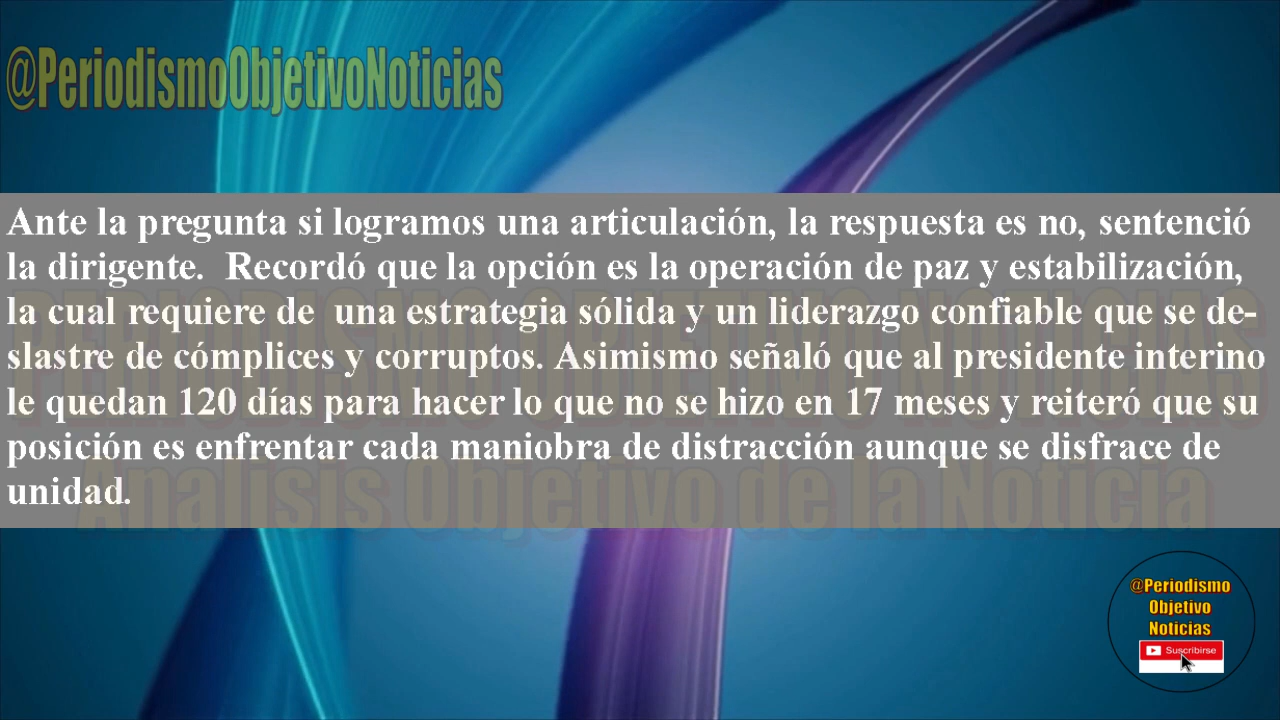 @PeriodismoObjetivoNoticias
Ante la pregunta si logramos una articulación, la respuesta es no, sentenció
la dirigente.  Recordó que la opción es la operación de paz y estabilización,
la cual requiere de  una estrategia sólida y un liderazgo confiable que se de-
slastre de cómplices y corruptos. Asimismo señaló que al presidente interino
le quedan 120 días para hacer lo que no se hizo en 17 meses y reiteró que su
posición es enfrentar cada maniobra de distracción aunque se disfrace de
unidad.
PERIODISMO OBJETIVO NOTICIAS
Analisis Objetivo de la Noticia
@Periodismo
Objetivo
Noticias
Suscribirse